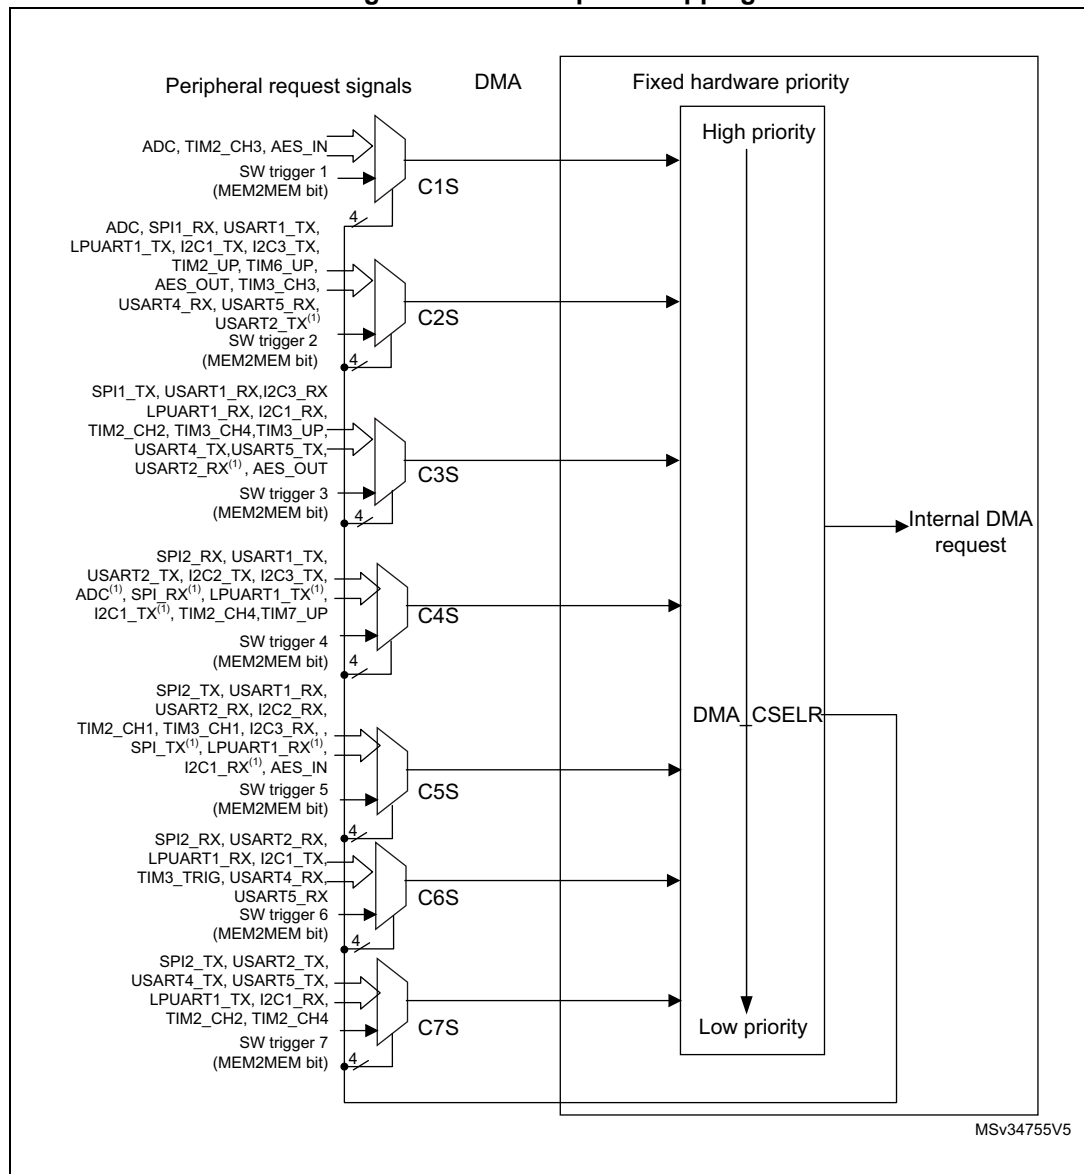 Peripheral request signals
DMA
Fixed hardware priority
High priority
ADC, TIM2_CH3, AES_IN
SW trigger 1
(MEM2MEM bit)
C1S
4
ADC, SPI1_RX, USART1_TX,
LPUART1_TX, I2C1_TX, I2C3_TX,
TIM2_UP, TIM6_UP,
AES_OUT, TIM3_CH3,
USART4_RX, USART5_RX,
USART2_TX(1)
SW trigger 2
(MEM2MEM bit)
C2S
4
SPI1_TX, USART1_RX,I2C3_RX
LPUART1_RX, I2C1_RX,
TIM2_CH2, TIM3_CH4,TIM3_UP,
USART4_TX,USART5_TX,
USART2_RX(1) , AES_OUT
SW trigger 3
(MEM2MEM bit)
C3S
4
Internal DMA
request
SPI2_RX, USART1_TX,
USART2_TX, I2C2_TX, I2C3_TX,
ADC(1), SPI_RX(1), LPUART1_TX(1),
I2C1_TX(1), TIM2_CH4,TIM7_UP
SW trigger 4
(MEM2MEM bit)
C4S
4
SPI2_TX, USART1_RX,
USART2_RX, I2C2_RX,
TIM2_CH1, TIM3_CH1, I2C3_RX, ,
SPI_TX(1), LPUART1_RX(1),
I2C1_RX(1), AES_IN
SW trigger 5
(MEM2MEM bit)
C5S
4
DMA_CSELR
SPI2_RX, USART2_RX,
LPUART1_RX, I2C1_TX,
TIM3_TRIG, USART4_RX,
USART5_RX
SW trigger 6
(MEM2MEM bit)
C6S
4
SPI2_TX, USART2_TX,
USART4_TX, USART5_TX,
LPUART1_TX, I2C1_RX,
TIM2_CH2, TIM2_CH4
SW trigger 7
(MEM2MEM bit)
C7S
4
Low priority
MSv34755V5